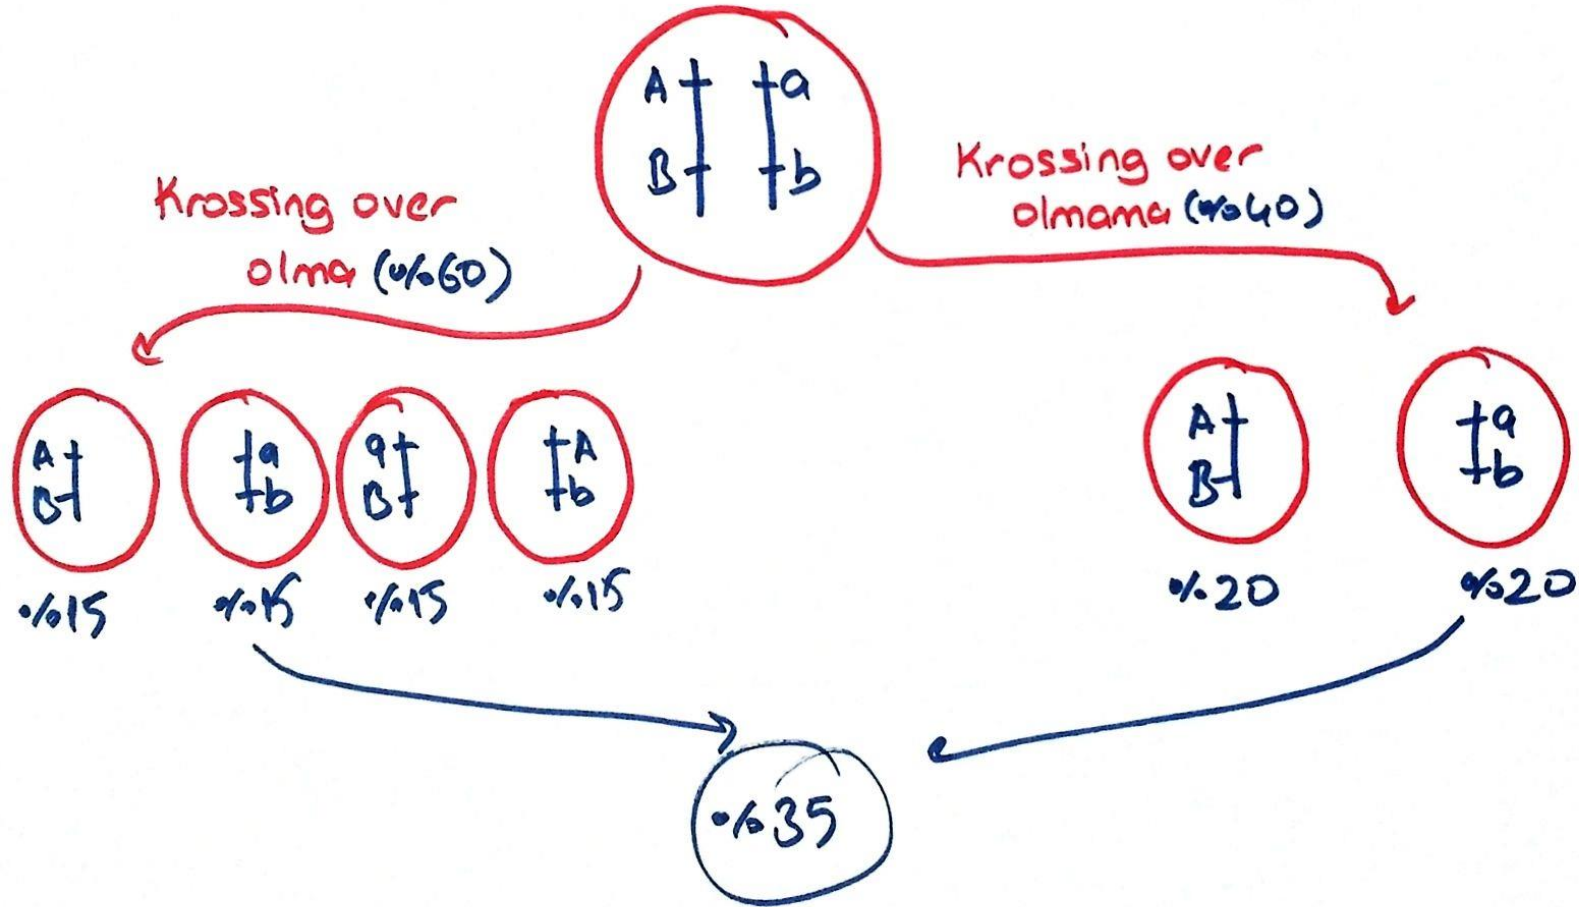 A a
B b
Krossing over
olma (%60)
Krossing over
olmama (%40)
A a a A
B b B b
%15 %15 %15 %15
A a
B b
%20 %20
%35